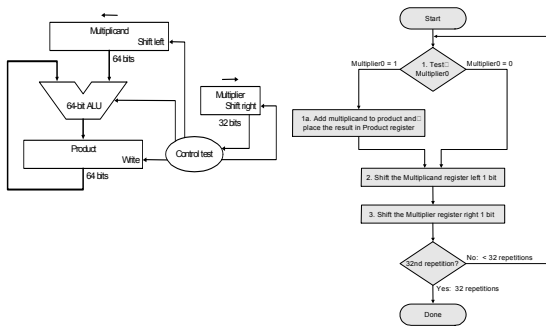 Multiplicand
Shift left
64 bits
64-bit ALU
Multiplier
Shift right
32 bits
Product
Write
Control test
64 bits
Start
Multiplier0 = 1
1. Test
Multiplier0
Multiplier0 = 0
1a. Add multiplicand to product and
place the result in Product register
2. Shift the Multiplicand register left 1 bit
3. Shift the Multiplier register right 1 bit
32nd repetition?
No: < 32 repetitions
Yes: 32 repetitions
Done